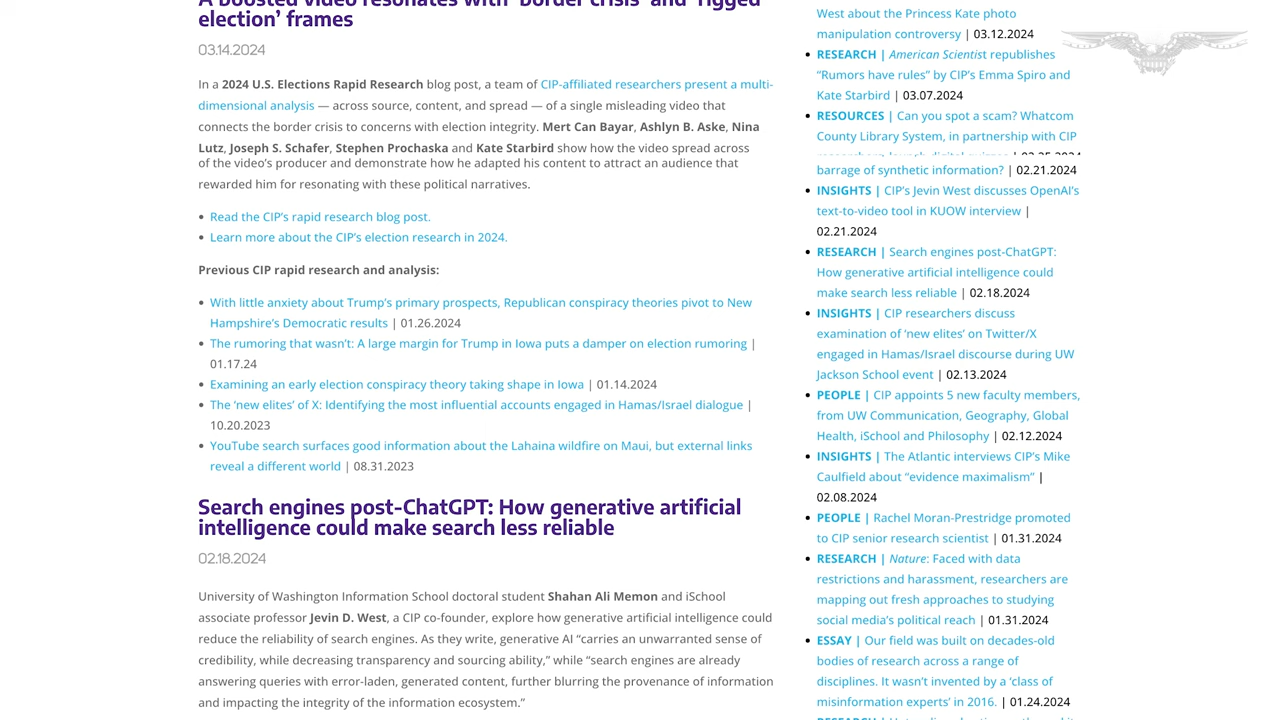 A boosted video resonates with ‘border crisis’ and ‘rigged
election’ frames
03.14.2024
In a 2024 U.S. Elections Rapid Research blog post, a team of CIP-affiliated researchers present a multi-
dimensional analysis — across source, content, and spread — of a single misleading video that
connects the border crisis to concerns with election integrity. Mert Can Bayar, Ashlyn B. Aske, Nina
Lutz, Joseph S. Schafer, Stephen Prochaska and Kate Starbird show how the video spread across
of the video’s producer and demonstrate how he adapted his content to attract an audience that
rewarded him for resonating with these political narratives.
• Read the CIP’s rapid research blog post.
• Learn more about the CIP’s election research in 2024.
Previous CIP rapid research and analysis:
• With little anxiety about Trump’s primary prospects, Republican conspiracy theories pivot to New
Hampshire’s Democratic results | 01.26.2024
• The rumoring that wasn’t: A large margin for Trump in Iowa puts a damper on election rumoring |
01.17.24
• Examining an early election conspiracy theory taking shape in Iowa | 01.14.2024
• The ‘new elites’ of X: Identifying the most influential accounts engaged in Hamas/Israel dialogue |
10.20.2023
• YouTube search surfaces good information about the Lahaina wildfire on Maui, but external links
reveal a different world | 08.31.2023
Search engines post-ChatGPT: How generative artificial
intelligence could make search less reliable
02.18.2024
University of Washington Information School doctoral student Shahan Ali Memon and iSchool
associate professor Jevin D. West, a CIP co-founder, explore how generative artificial intelligence could
reduce the reliability of search engines. As they write, generative AI “carries an unwarranted sense of
credibility, while decreasing transparency and sourcing ability,” while “search engines are already
answering queries with error-laden, generated content, further blurring the provenance of information
and impacting the integrity of the information ecosystem.”
West about the Princess Kate photo
manipulation controversy | 03.12.2024
• RESEARCH | American Scientist republishes
“Rumors have rules” by CIP’s Emma Spiro and
Kate Starbird | 03.07.2024
• RESOURCES | Can you spot a scam? Whatcom
County Library System, in partnership with CIP
barrage of synthetic information? | 02.21.2024
• INSIGHTS | CIP’s Jevin West discusses OpenAI’s
text-to-video tool in KUOW interview |
02.21.2024
• RESEARCH | Search engines post-ChatGPT:
How generative artificial intelligence could
make search less reliable | 02.18.2024
• INSIGHTS | CIP researchers discuss
examination of ‘new elites’ on Twitter/X
engaged in Hamas/Israel discourse during UW
Jackson School event | 02.13.2024
• PEOPLE | CIP appoints 5 new faculty members,
from UW Communication, Geography, Global
Health, iSchool and Philosophy | 02.12.2024
• INSIGHTS | The Atlantic interviews CIP’s Mike
Caulfield about “evidence maximalism” |
02.08.2024
• PEOPLE | Rachel Moran-Prestridge promoted
to CIP senior research scientist | 01.31.2024
• RESEARCH | Nature: Faced with data
restrictions and harassment, researchers are
mapping out fresh approaches to studying
social media’s political reach | 01.31.2024
• ESSAY | Our field was built on decades-old
bodies of research across a range of
disciplines. It wasn’t invented by a ‘class of
misinformation experts’ in 2016. | 01.24.2024